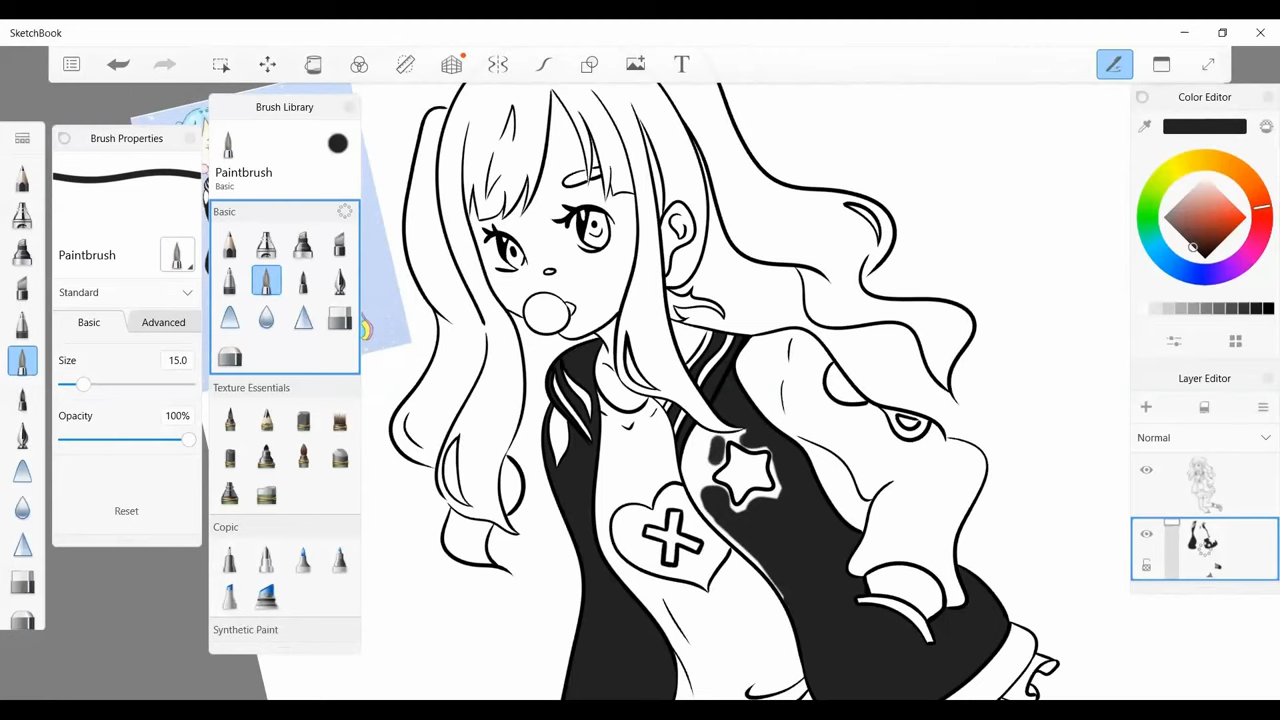 SketchBook
T
Brush Properties
Paintbrush
Standard
Basic
Advanced
Size
15.0
Opacity
100%
Reset
Brush Library
Paintbrush
Basic
Basic
Texture Essentials
Copic
Synthetic Paint
Color Editor
Layer Editor
Normal